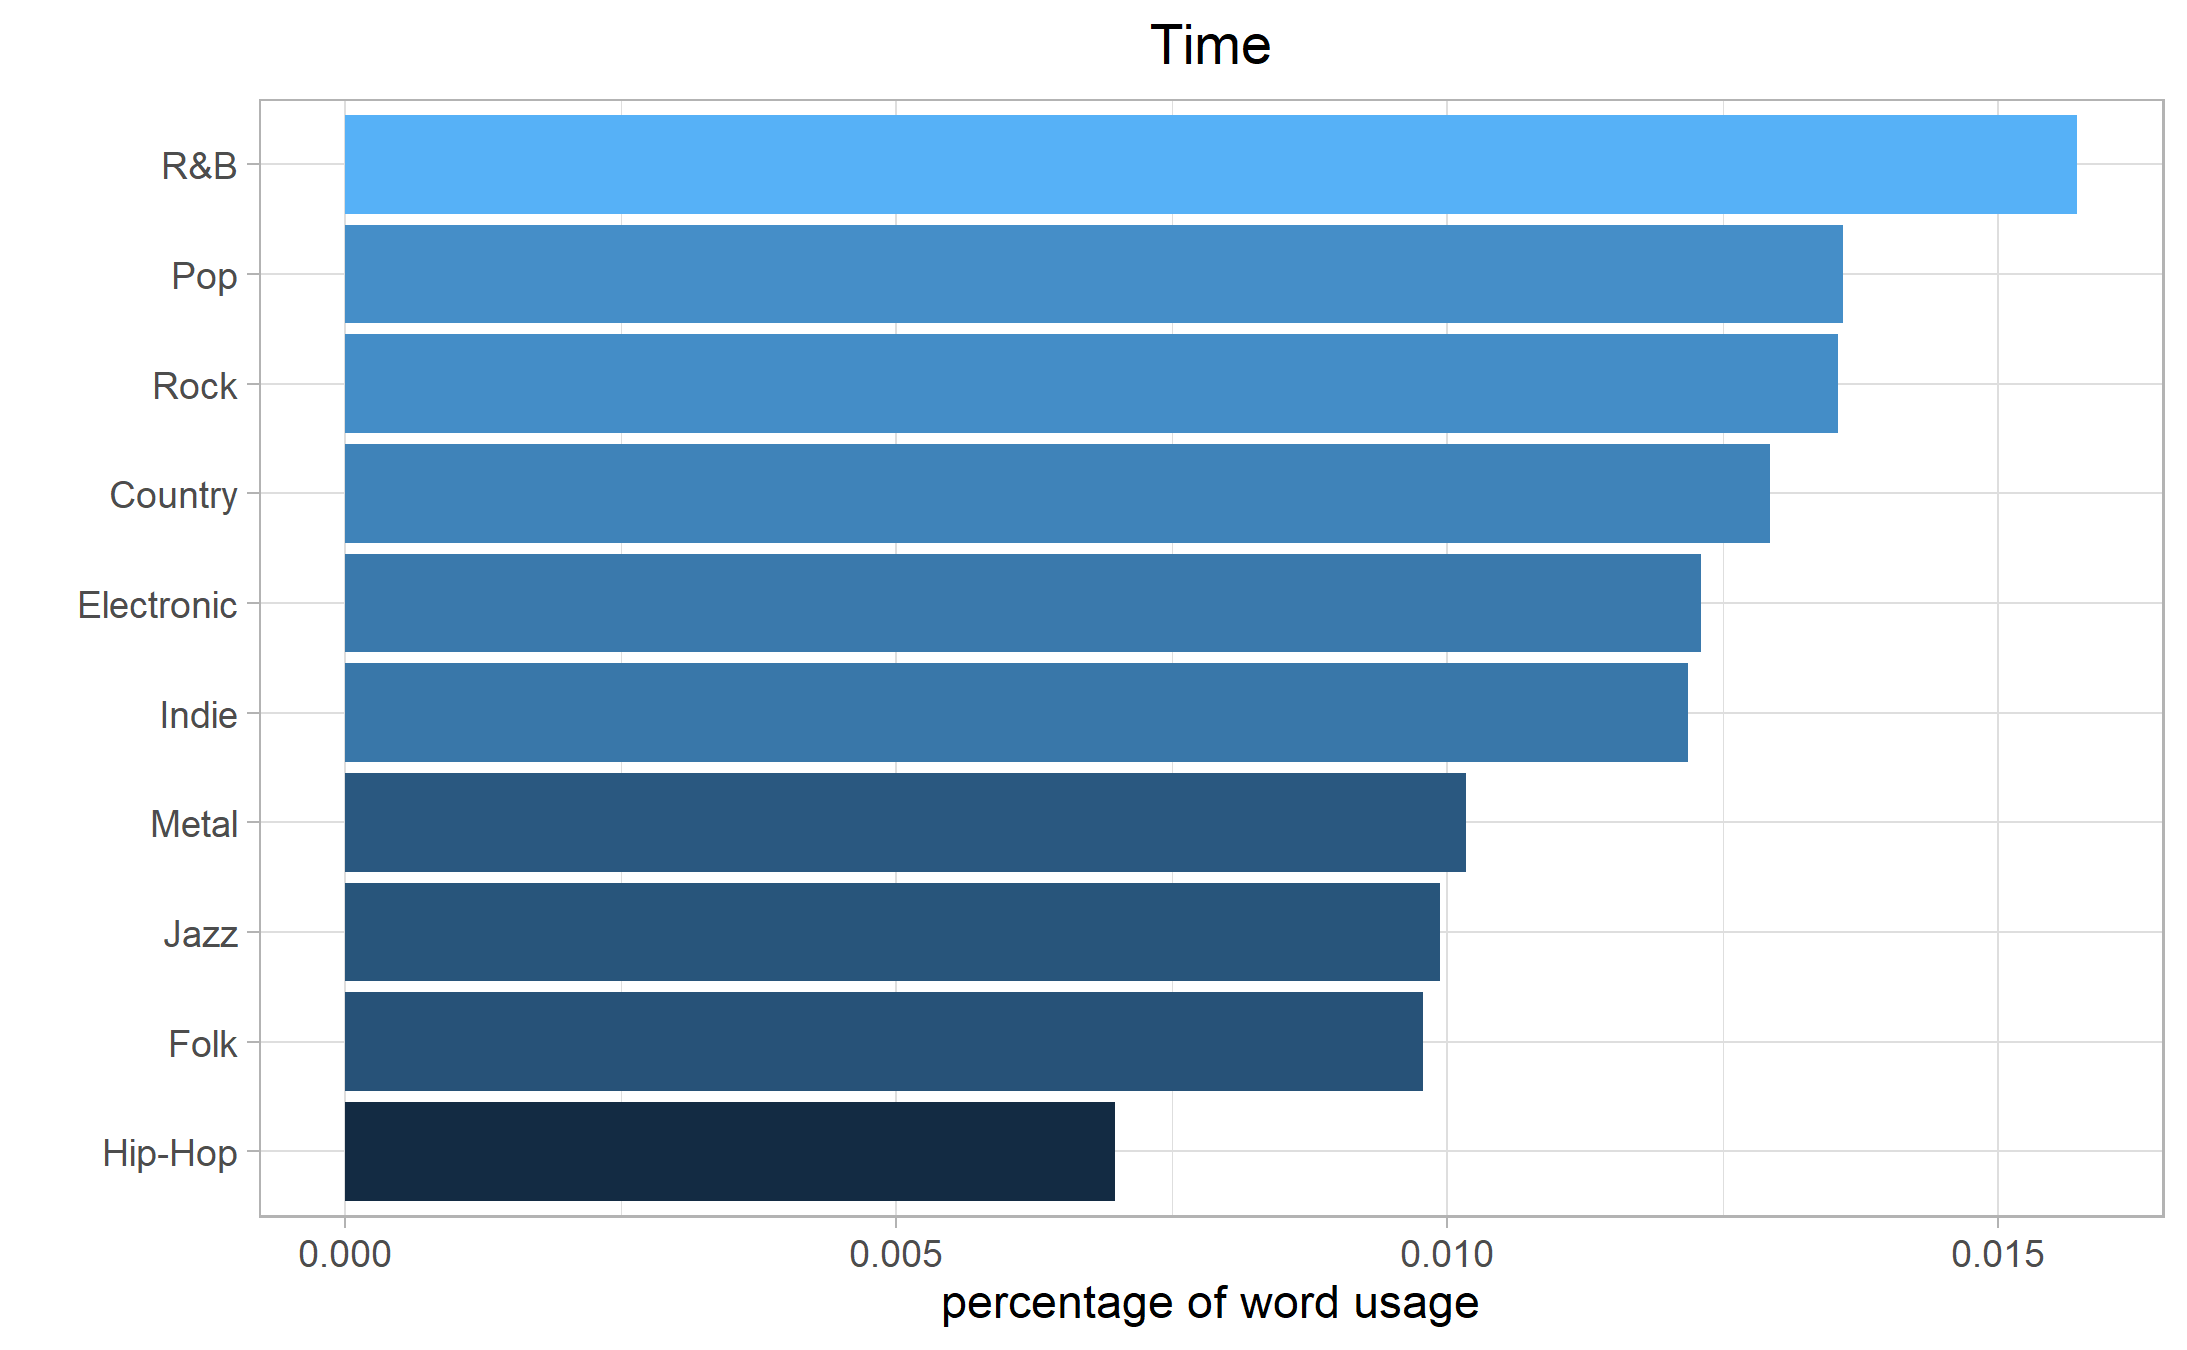 Time
R&B
Pop
Rock
Country
Electronic
Indie
Metal
Jazz
Folk
Hip-Hop
0.000 0.005 0.010 0.015
percentage of word usage